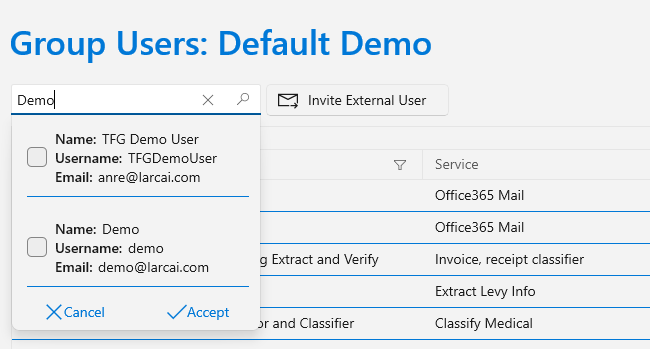 Group Users: Default Demo
Demo
Invite External User
Name: TFG Demo User
Username: TFGDemoUser
Email: anre@larcai.com
Name: Demo
Username: demo
Email: demo@larcai.com
Cancel
Accept
Service
Office365 Mail
Office365 Mail
Extract and Verify
Invoice, receipt classifier
Extract Levy Info
and Classifier
Classify Medical